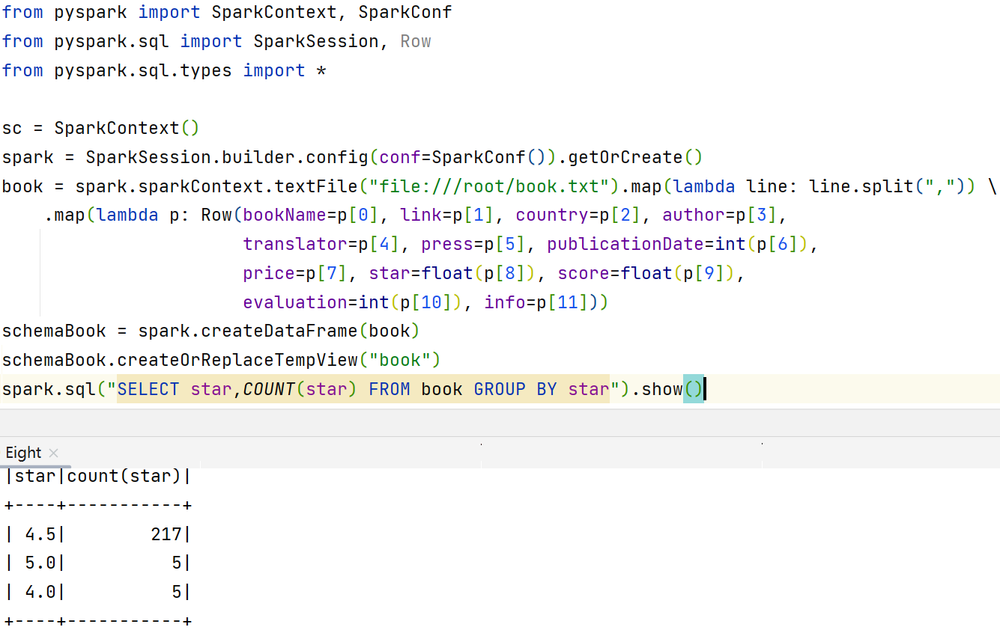 from pyspark import SparkContext, SparkConf
from pyspark.sql import SparkSession, Row
from pyspark.sql.types import *
sc = SparkContext()
spark = SparkSession.builder.config(conf=SparkConf()).getOrCreate()
book = spark.sparkContext.textFile("file:///root/book.txt").map(lambda line: line.split(",")) \
    .map(lambda p: Row(bookName=p[0], link=p[1], country=p[2], author=p[3],
                       translator=p[4], press=p[5], publicationDate=int(p[6]),
                       price=p[7], star=float(p[8]), score=float(p[9]),
                       evaluation=int(p[10]), info=p[11]))
schemaBook = spark.createDataFrame(book)
schemaBook.createOrReplaceTempView("book")
spark.sql("SELECT star,COUNT(star) FROM book GROUP BY star").show()
Eight ×
|star|count(star)|
+----+-----------+
| 4.5|        217|
| 5.0|          5|
| 4.0|          5|
+----+-----------+